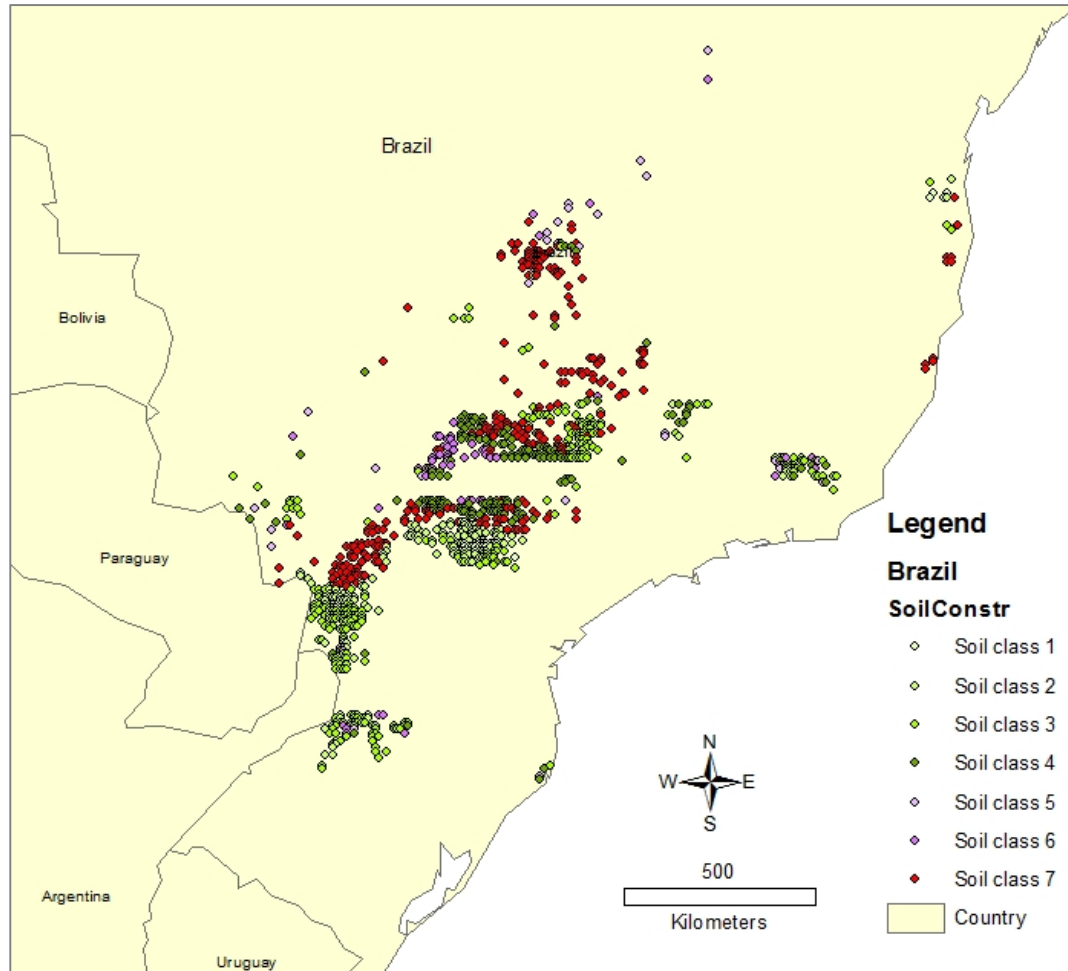 Brazil
Brazil
Bolivia
Paraguay
Argentina
Uruguay
Legend
Brazil
SoilConstr
Soil class 1
Soil class 2
Soil class 3
Soil class 4
Soil class 5
Soil class 6
Soil class 7
Country
N
W
E
S
500
Kilometers